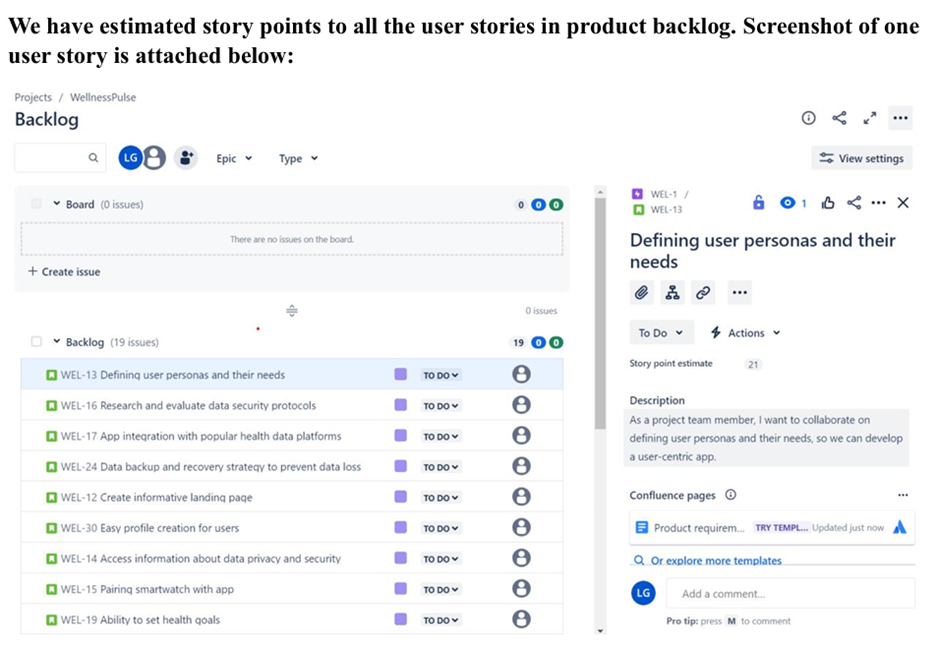 We have estimated story points to all the user stories in product backlog. Screenshot of one
user story is attached below:
Projects / WellnessPulse
Backlog
LG
Epic
Type
View settings
Board (0 issues)
0 0 0
There are no issues on the board.
+ Create issue
0 issues
Backlog (19 issues)
19 0 0
WEL-13 Defining user personas and their needs TO DO
WEL-16 Research and evaluate data security protocols TO DO
WEL-17 App integration with popular health data platforms TO DO
WEL-24 Data backup and recovery strategy to prevent data loss TO DO
WEL-12 Create informative landing page TO DO
WEL-30 Easy profile creation for users TO DO
WEL-14 Access information about data privacy and security TO DO
WEL-15 Pairing smartwatch with app TO DO
WEL-19 Ability to set health goals TO DO
WEL-1 /
WEL-13
1
Defining user personas and their
needs
To Do
Actions
Story point estimate 21
Description
As a project team member, I want to collaborate on
defining user personas and their needs, so we can develop
a user-centric app.
Confluence pages
Product requirem... TRY TEMPL... Updated just now
Or explore more templates
LG
Add a comment...
Pro tip: press M to comment